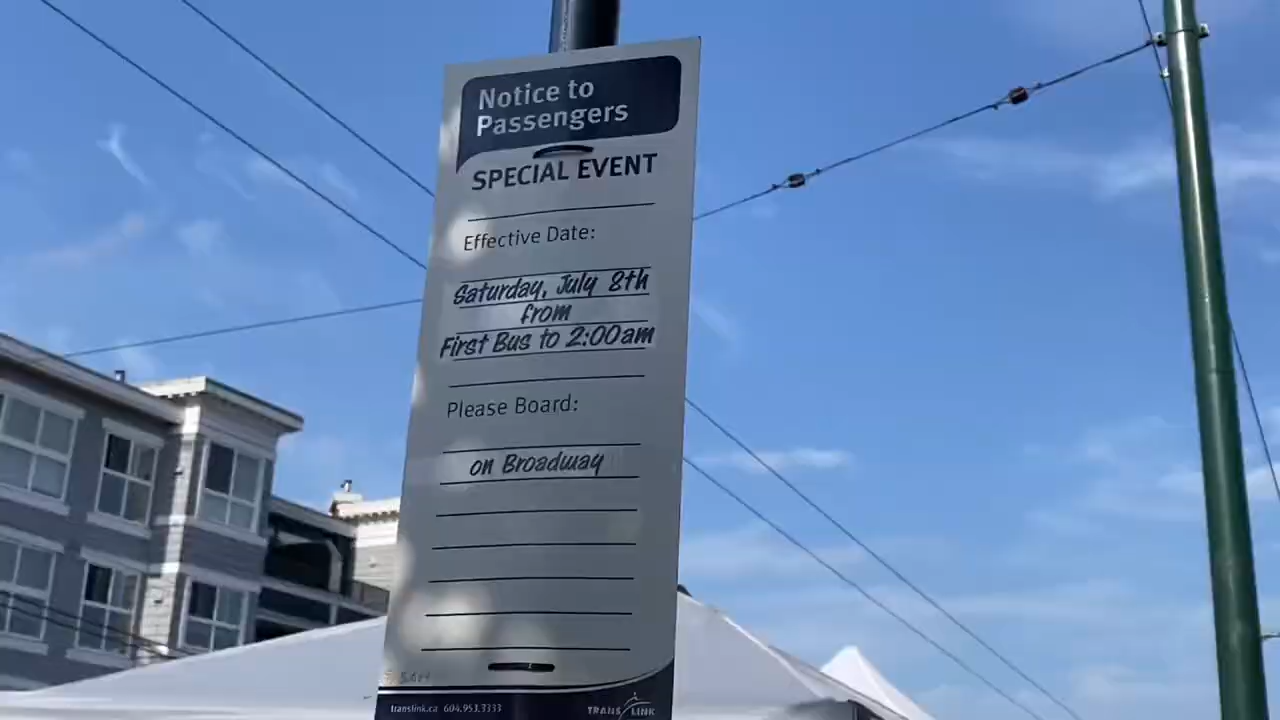 Notice to
Passengers
SPECIAL EVENT
Effective Date:
Saturday, July 8th
from
First Bus to 2:00am
Please Board:
on Broadway
translink.ca 604.953.3333
TRANSLINK